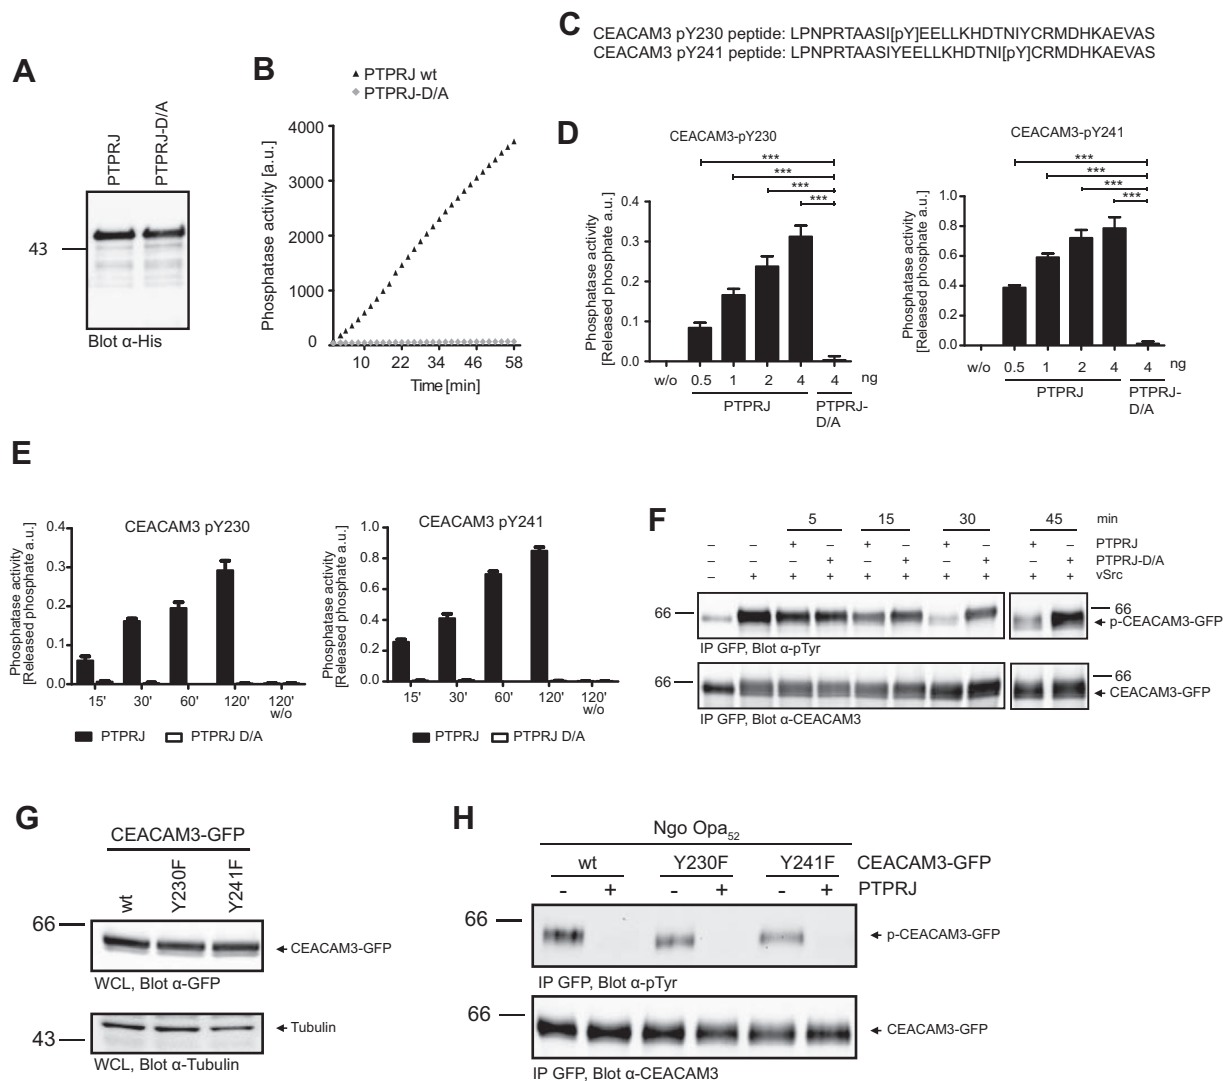 A
PTPRJ
PTPRJ-D/A
43
Blot α-His
B
▲ PTPRJ wt
◆ PTPRJ-D/A
Phosphatase activity [a.u.]
4000
3000
2000
1000
0
10 22 34 46 58
Time [min]
C
CEACAM3 pY230 peptide: LPNPRTAASI[pY]EELLKHDTNIYCRMDHKAEVAS
CEACAM3 pY241 peptide: LPNPRTAASIYEELLKHDTNI[pY]CRMDHKAEVAS
D
CEACAM3-pY230
***
***
***
***
Phosphatase activity
[Released phosphate a.u.]
0.4
0.3
0.2
0.1
0.0
w/o 0.5 1 2 4 4 ng
PTPRJ PTPRJ-
D/A
CEACAM3-pY241
***
***
***
***
Phosphatase activity
[Released phosphate a.u.]
1.0
0.8
0.6
0.4
0.2
0.0
w/o 0.5 1 2 4 4 ng
PTPRJ PTPRJ-
D/A
E
CEACAM3 pY230
Phosphatase activity
[Released phosphate a.u.]
0.4
0.3
0.2
0.1
0.0
15' 30' 60' 120' 120'
w/o
PTPRJ PTPRJ D/A
CEACAM3 pY241
Phosphatase activity
[Released phosphate a.u.]
1.0
0.8
0.6
0.4
0.2
0.0
15' 30' 60' 120' 120'
w/o
PTPRJ PTPRJ D/A
F
5 15 30 45 min
– – + – + – + – + – PTPRJ
– – – + – + – + – + PTPRJ-D/A
– + + + + + + + + + vSrc
66 66
p-CEACAM3-GFP
IP GFP, Blot α-pTyr
66 66
CEACAM3-GFP
IP GFP, Blot α-CEACAM3
G
CEACAM3-GFP
wt
Y230F
Y241F
66
CEACAM3-GFP
WCL, Blot α-GFP
Tubulin
43
WCL, Blot α-Tubulin
H
Ngo Opa52
wt Y230F Y241F CEACAM3-GFP
- + - + - + PTPRJ
66
p-CEACAM3-GFP
IP GFP, Blot α-pTyr
66
CEACAM3-GFP
IP GFP, Blot α-CEACAM3